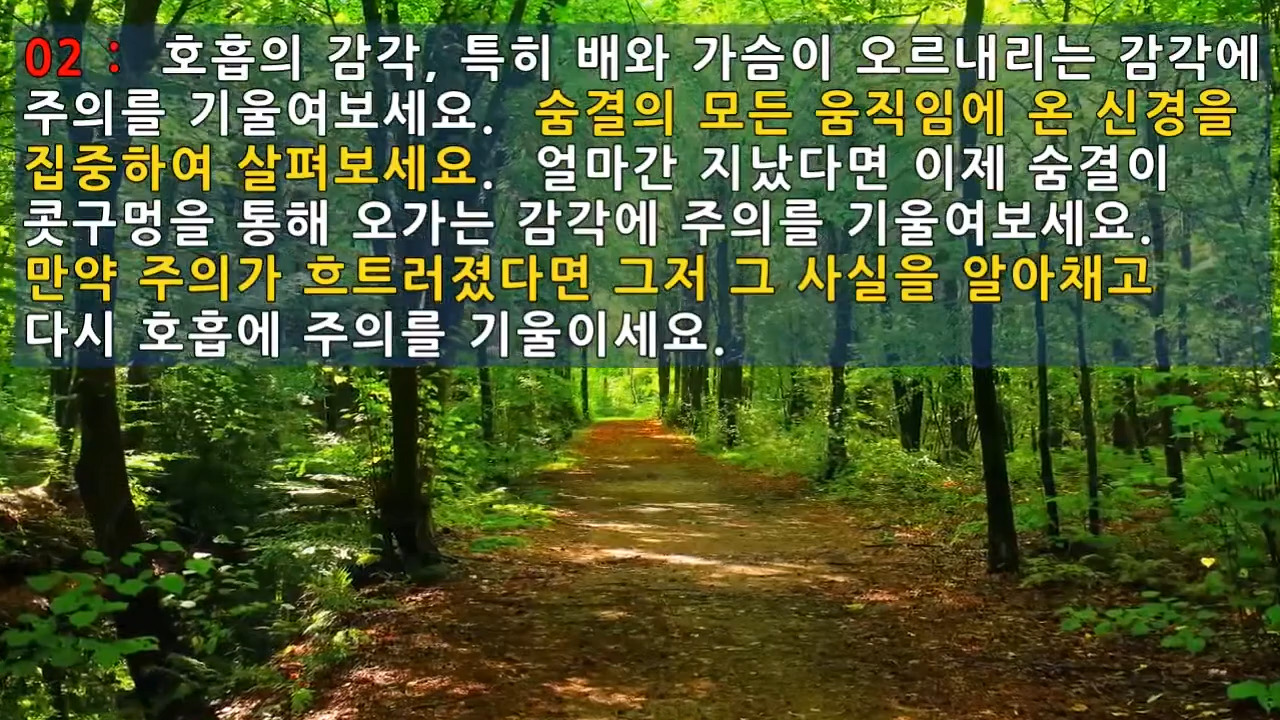 02 : 호흡의 감각, 특히 배와 가슴이 오르내리는 감각에
주의를 기울여보세요. 숨결의 모든 움직임에 온 신경을
집중하여 살펴보세요. 얼마간 지났다면 이제 숨결이
콧구멍을 통해 오가는 감각에 주의를 기울여보세요.
만약 주의가 흐트러졌다면 그저 그 사실을 알아채고
다시 호흡에 주의를 기울이세요.